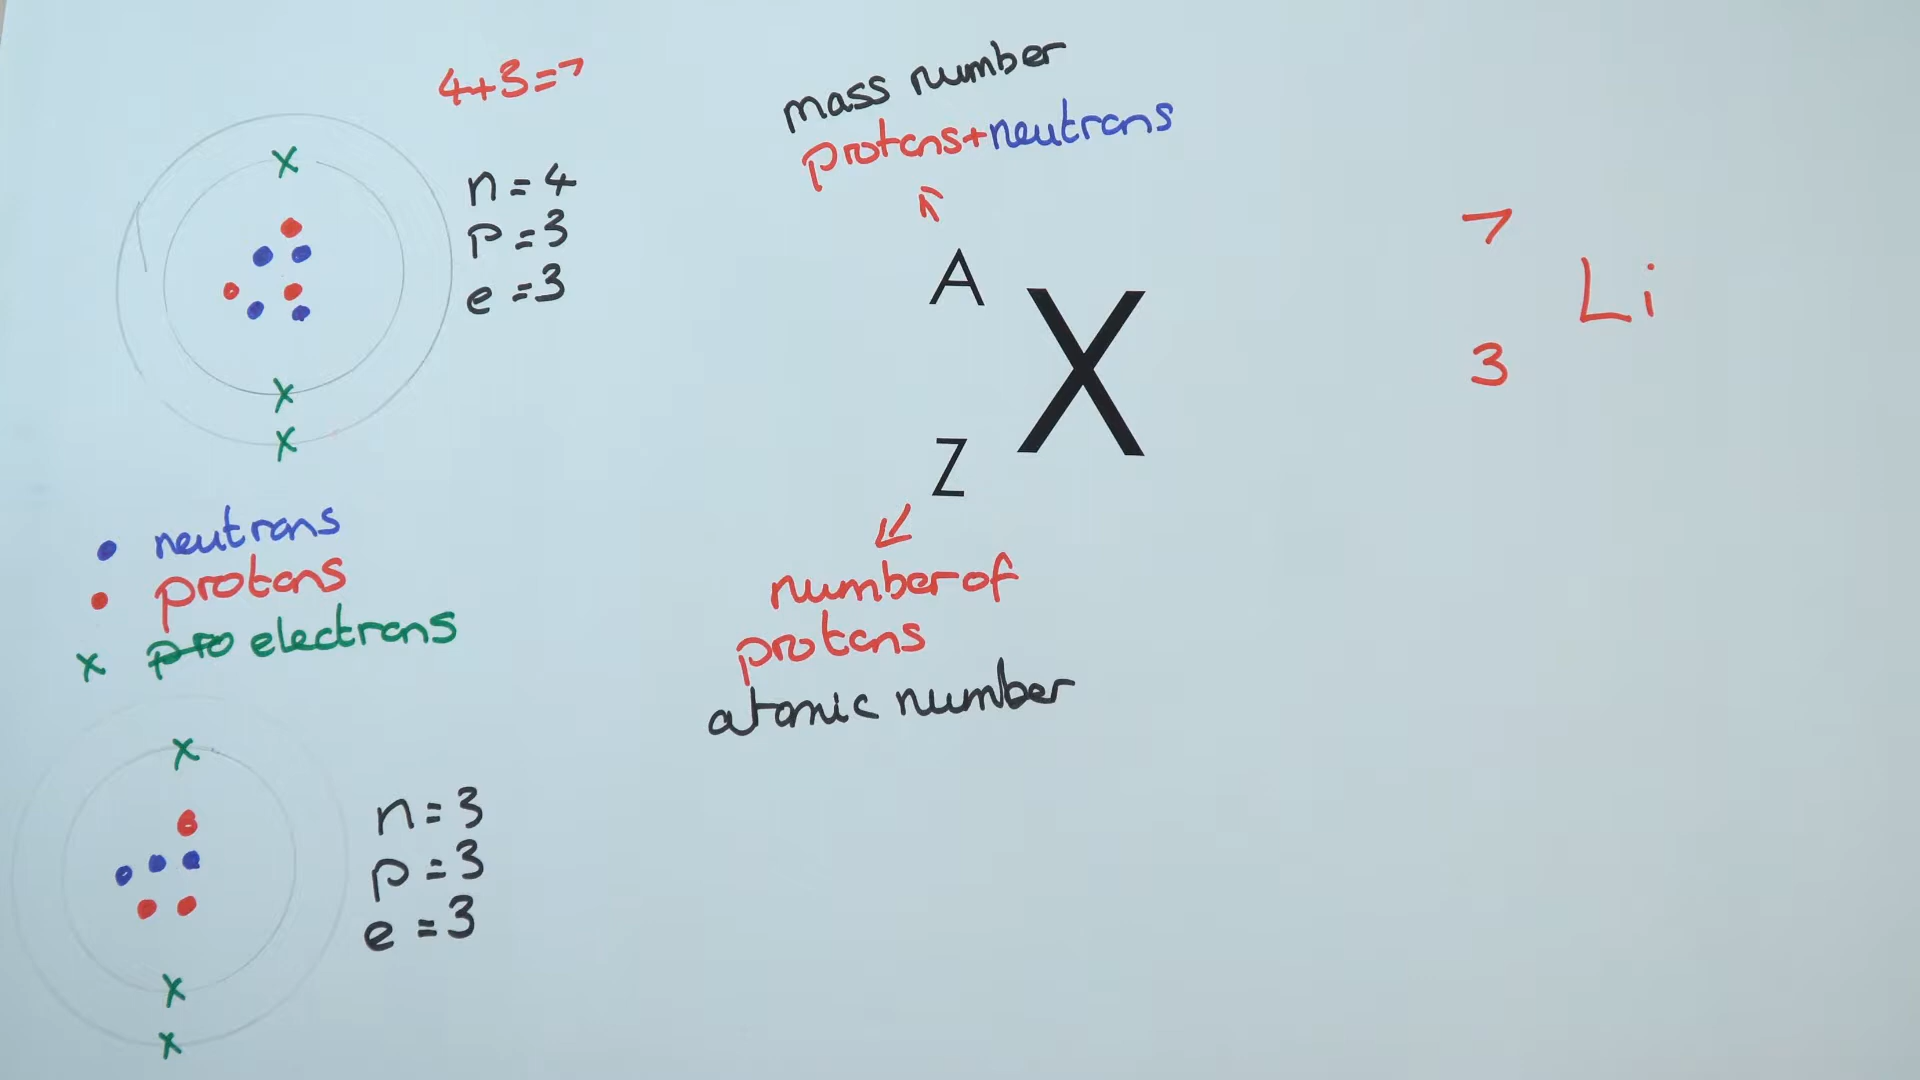 4+3=7
n=4
p=3
e=3
x
x
x
• neutrons
• protons
x pro electrons
x
n=3
p=3
e=3
x
x
mass number
protons+neutrons
A
X
Z
number of
protons
atomic number
7
Li
3